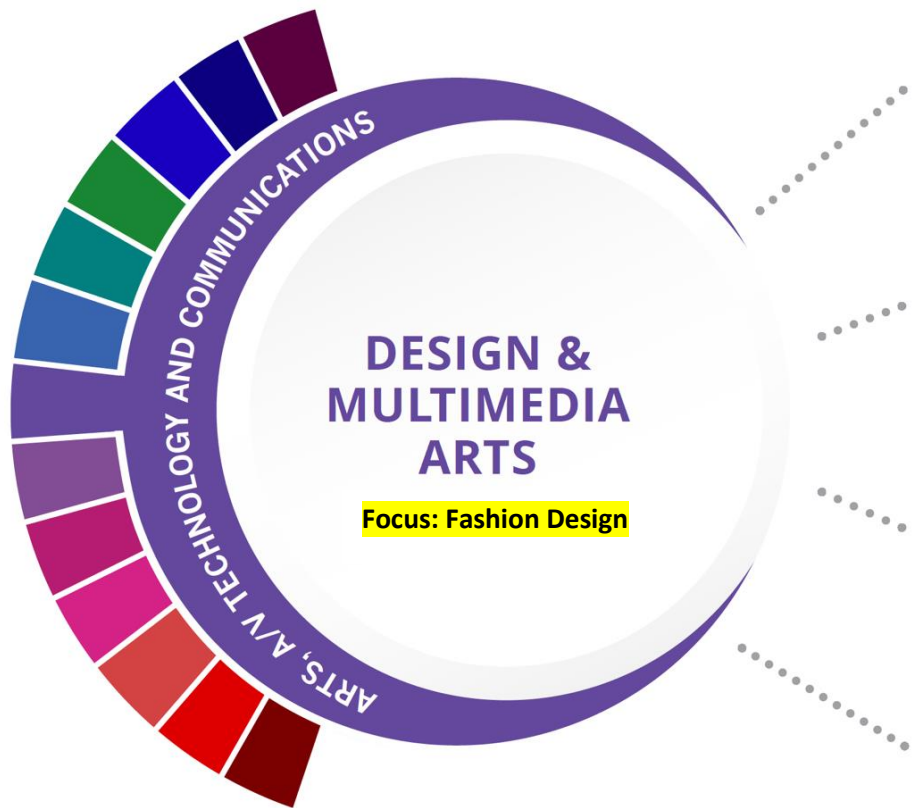 ARTS, A/V TECHNOLOGY AND COMMUNICATIONS
DESIGN &
MULTIMEDIA
ARTS
Focus: Fashion Design